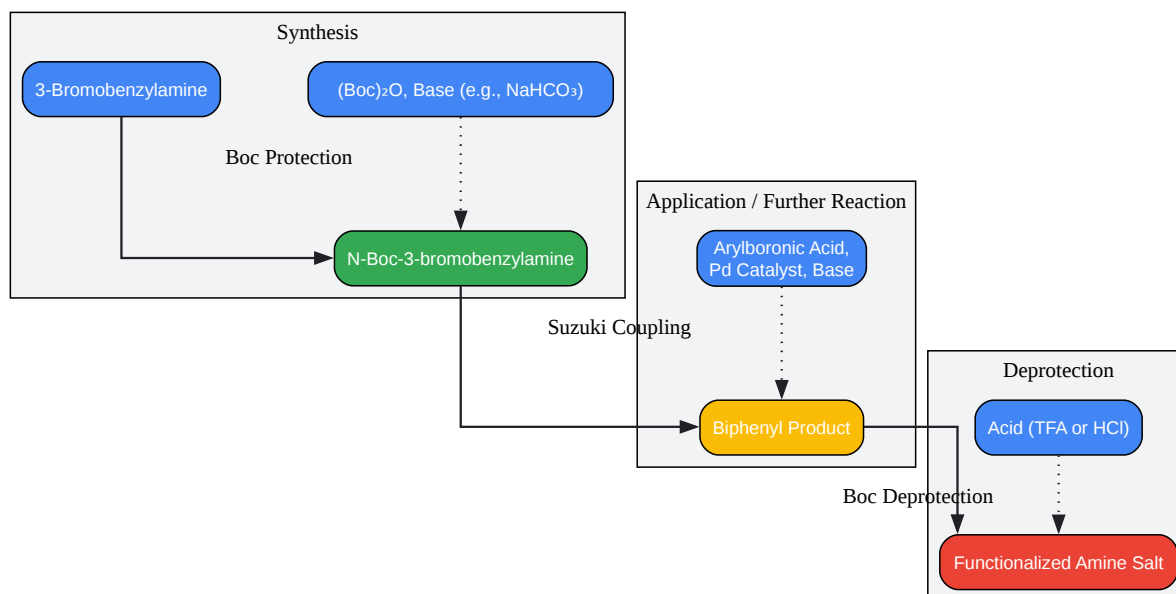 Synthesis
3-Bromobenzylamine
(Boc)₂O, Base (e.g., NaHCO₃)
Boc Protection
N-Boc-3-bromobenzylamine
Application / Further Reaction
Arylboronic Acid,
Pd Catalyst, Base
Suzuki Coupling
Biphenyl Product
Deprotection
Acid (TFA or HCl)
Boc Deprotection
Functionalized Amine Salt